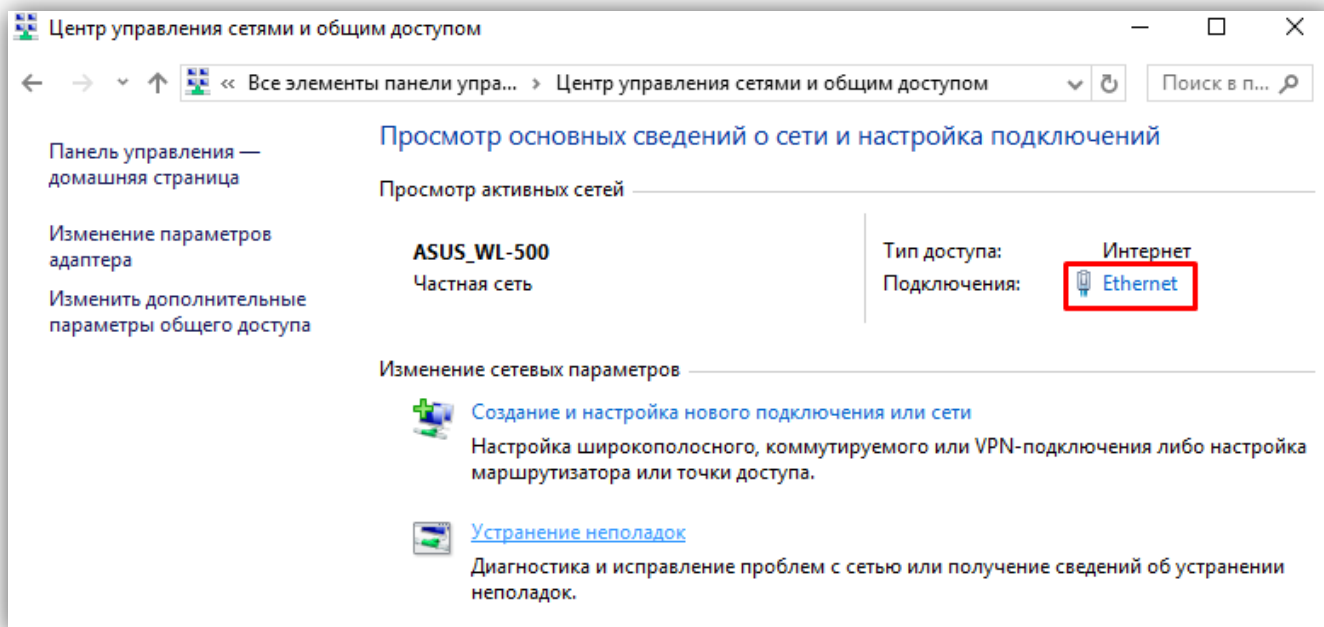 Центр управления сетями и общим доступом
« Все элементы панели упра... › Центр управления сетями и общим доступом
Поиск в п...
Панель управления —
домашняя страница
Изменение параметров
адаптера
Изменить дополнительные
параметры общего доступа
Просмотр основных сведений о сети и настройка подключений
Просмотр активных сетей
ASUS_WL-500
Частная сеть
Тип доступа: Интернет
Подключения: Ethernet
Изменение сетевых параметров
Создание и настройка нового подключения или сети
Настройка широкополосного, коммутируемого или VPN-подключения либо настройка
маршрутизатора или точки доступа.
Устранение неполадок
Диагностика и исправление проблем с сетью или получение сведений об устранении
неполадок.